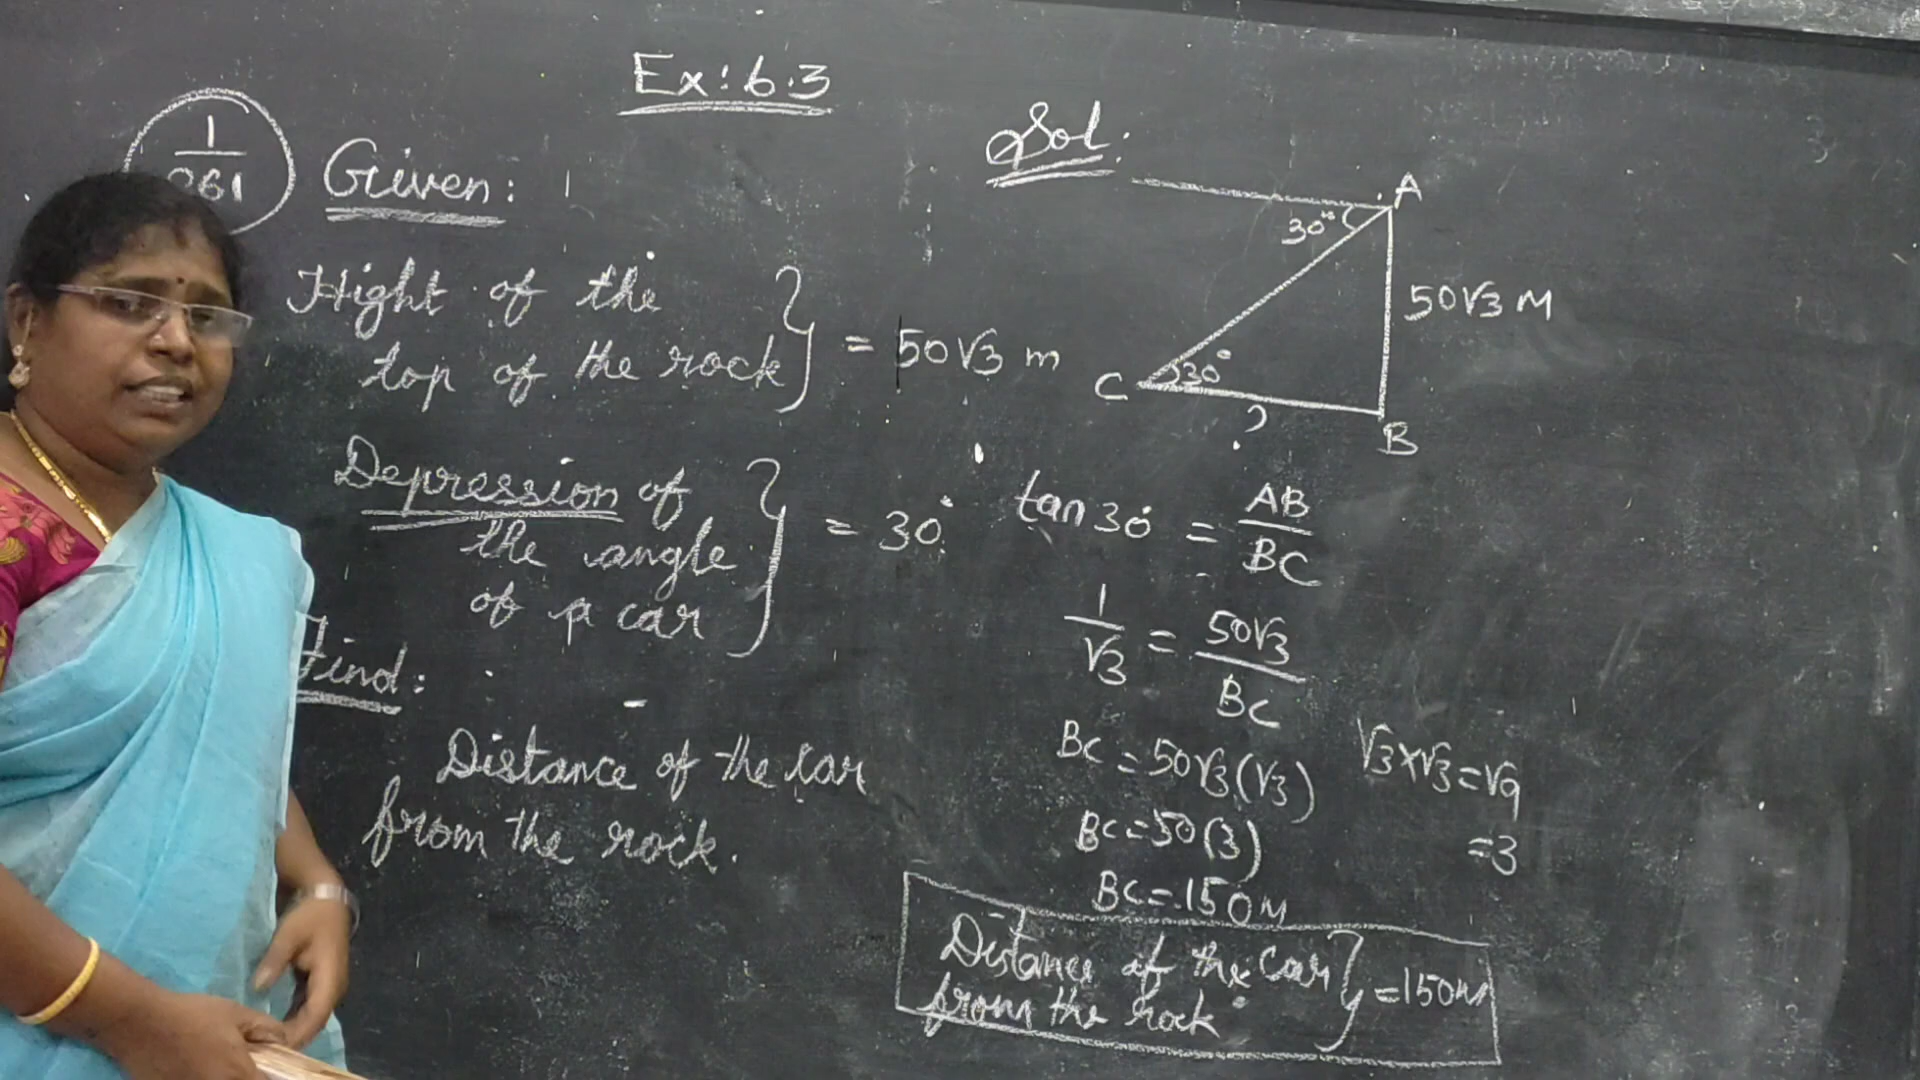 Ex: 6.3
1
261
Given:
Hight of the
top of the rock } = 50√3 m
Depression of
the angle
of a car } = 30°
Find:
Distance of the car
from the rock.
Sol:
A
30°
50√3 M
C
30°
?
B
tan 30° = AB/BC
1/√3 = 50√3/BC
BC = 50√3(√3)
√3×√3=√9
BC = 50(3)
=3
BC = 150M
Distance of the car
from the rock } = 150m